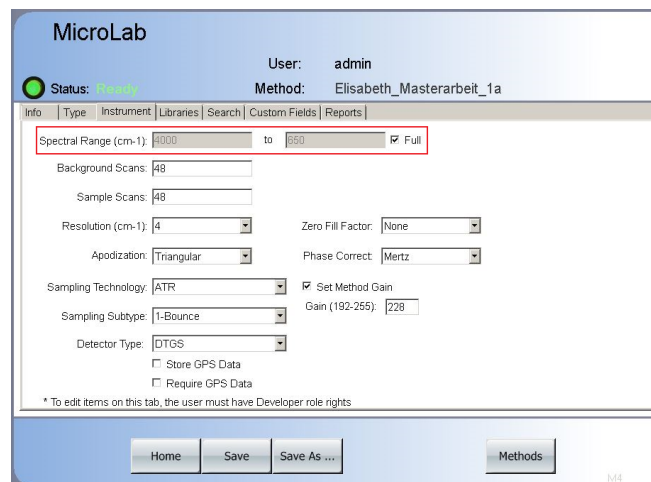 MicroLab
User: admin
Status: Ready Method: Elisabeth_Masterarbeit_1a
Info Type Instrument Libraries Search Custom Fields Reports
Spectral Range (cm-1): 4000 to 650 Full
Background Scans: 48
Sample Scans: 48
Resolution (cm-1): 4 Zero Fill Factor: None
Apodization: Triangular Phase Correct: Mertz
Sampling Technology: ATR Set Method Gain
Gain (192-255): 228
Sampling Subtype: 1-Bounce
Detector Type: DTGS
Store GPS Data
Require GPS Data
* To edit items on this tab, the user must have Developer role rights
Home Save Save As ... Methods
M4